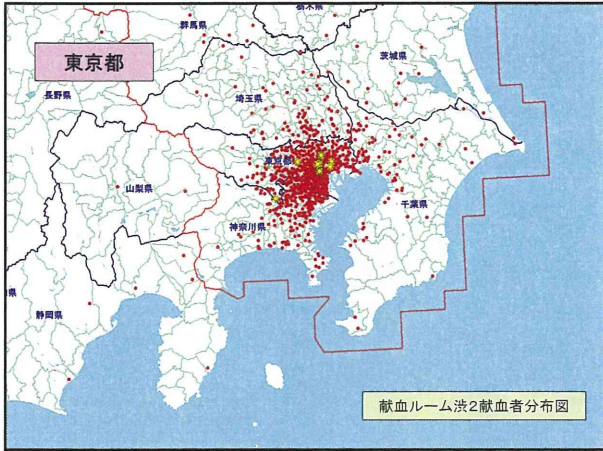 栃木県
群馬県
東京都
茨城県
長野県
埼玉県
東京都
山梨県
千葉県
神奈川県
静岡県
献血ルーム渋2献血者分布図